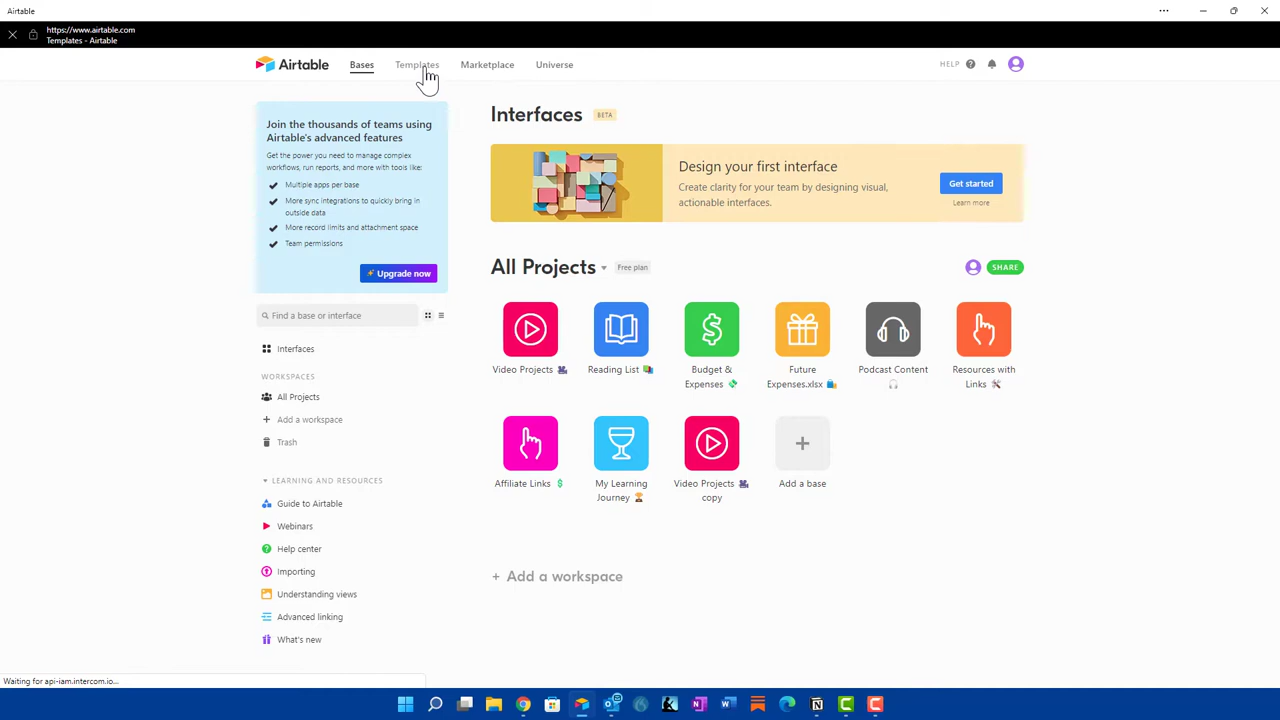 Airtable
https://www.airtable.com
Templates - Airtable
Airtable
Bases
Templates
Marketplace
Universe
HELP
Join the thousands of teams using
Airtable's advanced features
Get the power you need to manage complex
workflows, run reports, and more with tools like:
Multiple apps per base
More sync integrations to quickly bring in
outside data
More record limits and attachment space
Team permissions
Upgrade now
Find a base or interface
Interfaces
WORKSPACES
All Projects
+ Add a workspace
Trash
LEARNING AND RESOURCES
Guide to Airtable
Webinars
Help center
Importing
Understanding views
Advanced linking
What's new
Interfaces BETA
Design your first interface
Create clarity for your team by designing visual,
actionable interfaces.
Get started
Learn more
All Projects
Free plan
SHARE
Video Projects
Reading List
Budget &
Expenses
Future
Expenses.xlsx
Podcast Content
Resources with
Links
Affiliate Links
My Learning
Journey
Video Projects
copy
Add a base
+ Add a workspace
Waiting for api-iam.intercom.io...